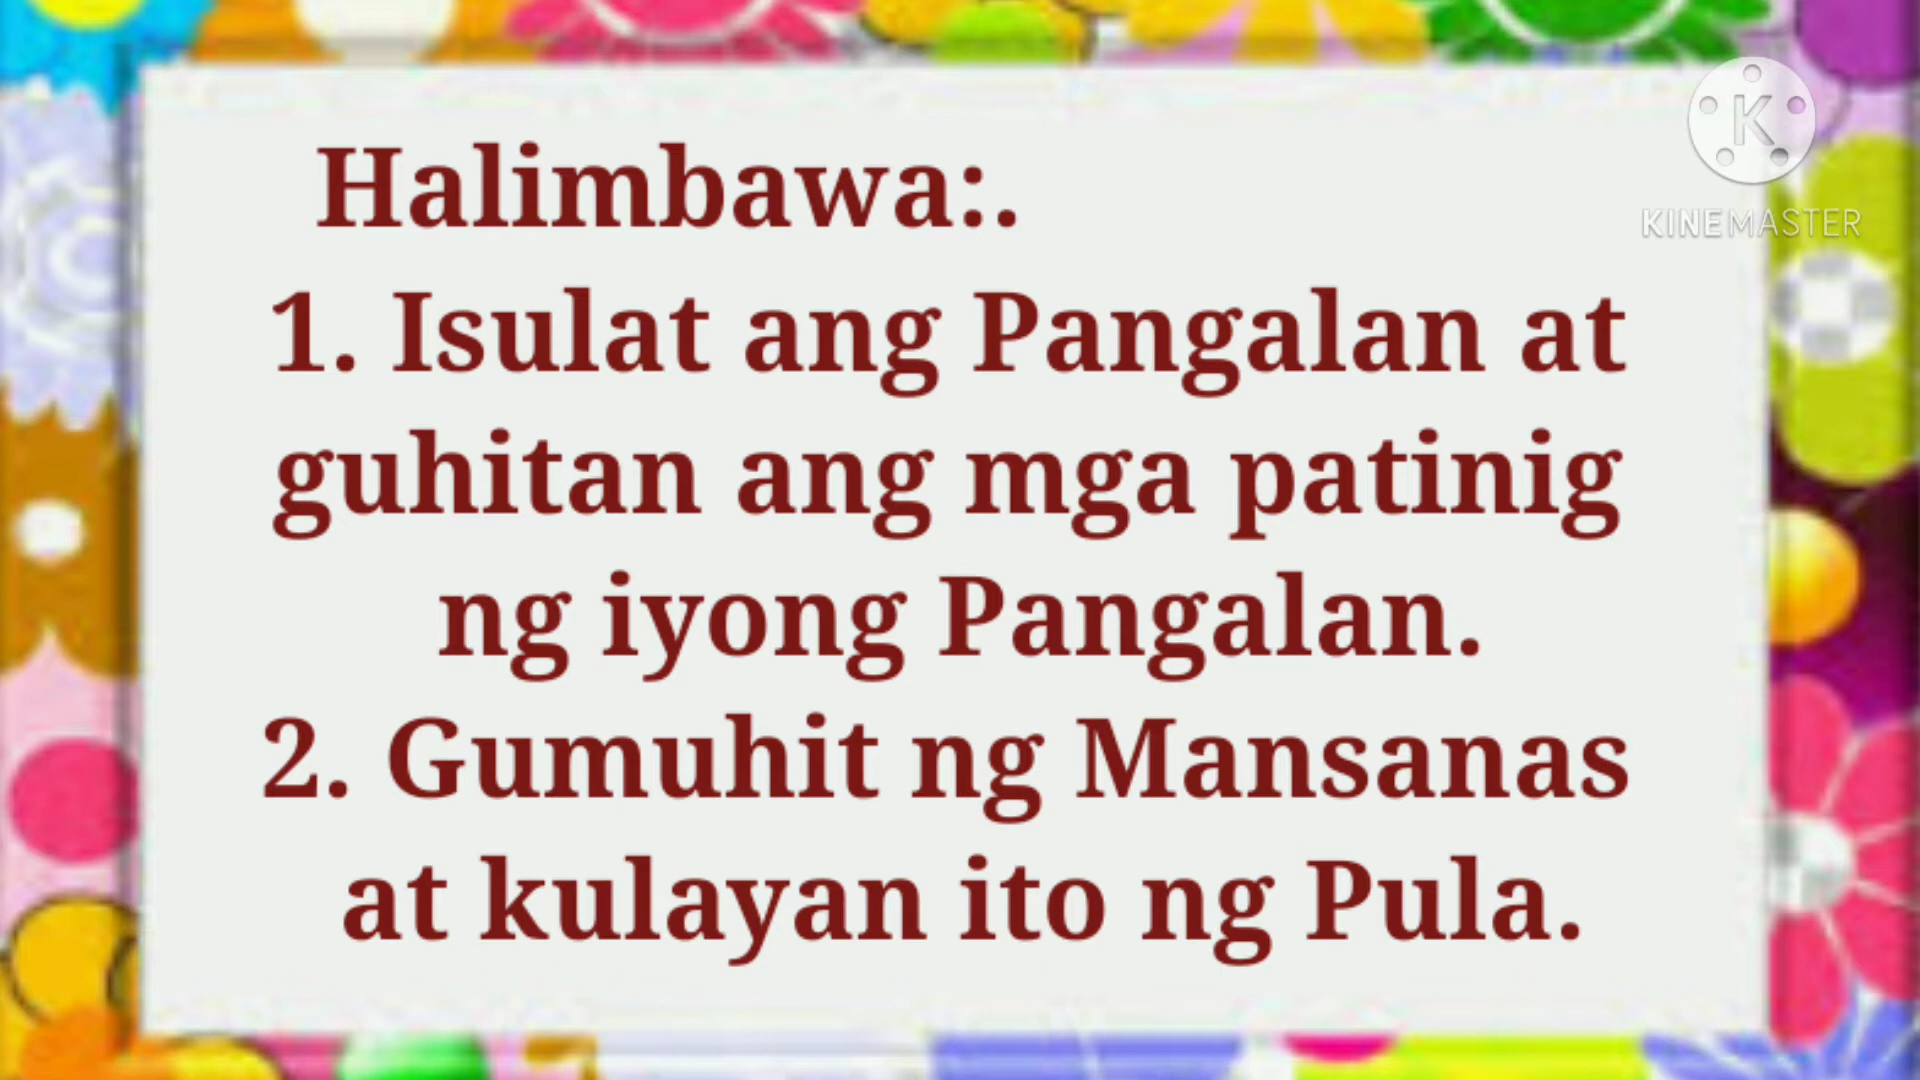 Halimbawa:.
1. Isulat ang Pangalan at
guhitan ang mga patinig
ng iyong Pangalan.
2. Gumuhit ng Mansanas
at kulayan ito ng Pula.
K
KINEMASTER